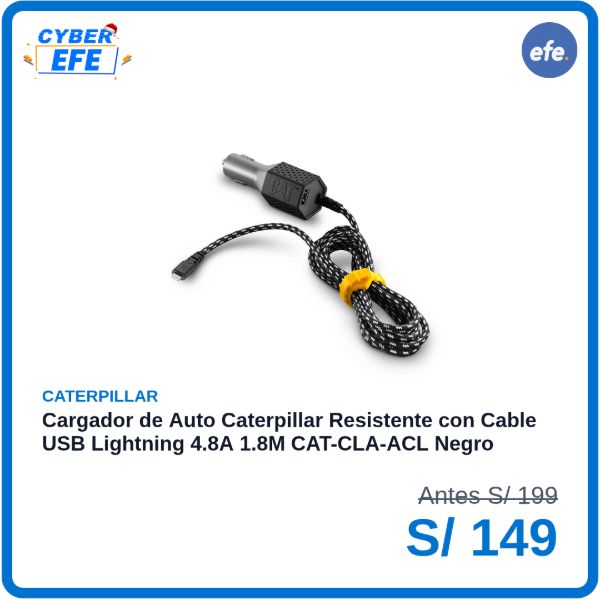 CYBER
EFE
efe.
CAT
CATERPILLAR
Cargador de Auto Caterpillar Resistente con Cable
USB Lightning 4.8A 1.8M CAT-CLA-ACL Negro
Antes S/ 199
S/ 149